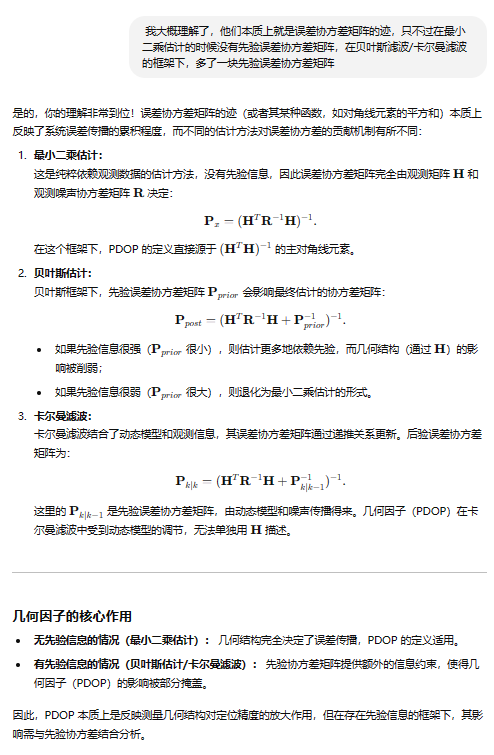 我大概理解了，他们本质上就是误差协方差矩阵的迹，只不过在最小
二乘估计的时候没有先验误差协方差矩阵，在贝叶斯滤波/卡尔曼滤波
的框架下，多了一块先验误差协方差矩阵
是的，你的理解非常到位！误差协方差矩阵的迹（或者其某种函数，如对角线元素的平方和）本质上
反映了系统误差传播的累积程度，而不同的估计方法对误差协方差的贡献机制有所不同：
1. 最小二乘估计：
这是纯粹依赖观测数据的估计方法，没有先验信息，因此误差协方差矩阵完全由观测矩阵 H 和
观测噪声协方差矩阵 R 决定：
Pₓ = (HᵀR⁻¹H)⁻¹.
在这个框架下，PDOP 的定义直接源于 (HᵀH)⁻¹ 的主对角线元素。
2. 贝叶斯估计：
贝叶斯框架下，先验误差协方差矩阵 P_{prior} 会影响最终估计的协方差矩阵：
P_{post} = (HᵀR⁻¹H + P_{prior}^{-1})⁻¹.
• 如果先验信息很强（P_{prior} 很小），则估计更多地依赖先验，而几何结构（通过 H）的影
响被削弱；
• 如果先验信息很弱（P_{prior} 很大），则退化为最小二乘估计的形式。
3. 卡尔曼滤波：
卡尔曼滤波结合了动态模型和观测信息，其误差协方差矩阵通过递推关系更新。后验误差协方差
矩阵为：
P_{k|k} = (HᵀR⁻¹H + P_{k|k-1}^{-1})⁻¹.
这里的 P_{k|k-1} 是先验误差协方差矩阵，由动态模型和噪声传播得来。几何因子（PDOP）在卡
尔曼滤波中受到动态模型的调节，无法单独用 H 描述。
几何因子的核心作用
• 无先验信息的情况（最小二乘估计）： 几何结构完全决定了误差传播，PDOP 的定义适用。
• 有先验信息的情况（贝叶斯估计/卡尔曼滤波）： 先验协方差矩阵提供额外的信息约束，使得几
何因子（PDOP）的影响被部分掩盖。
因此，PDOP 本质上是反映测量几何结构对定位精度的放大作用，但在存在先验信息的框架下，其影
响需与先验协方差结合分析。